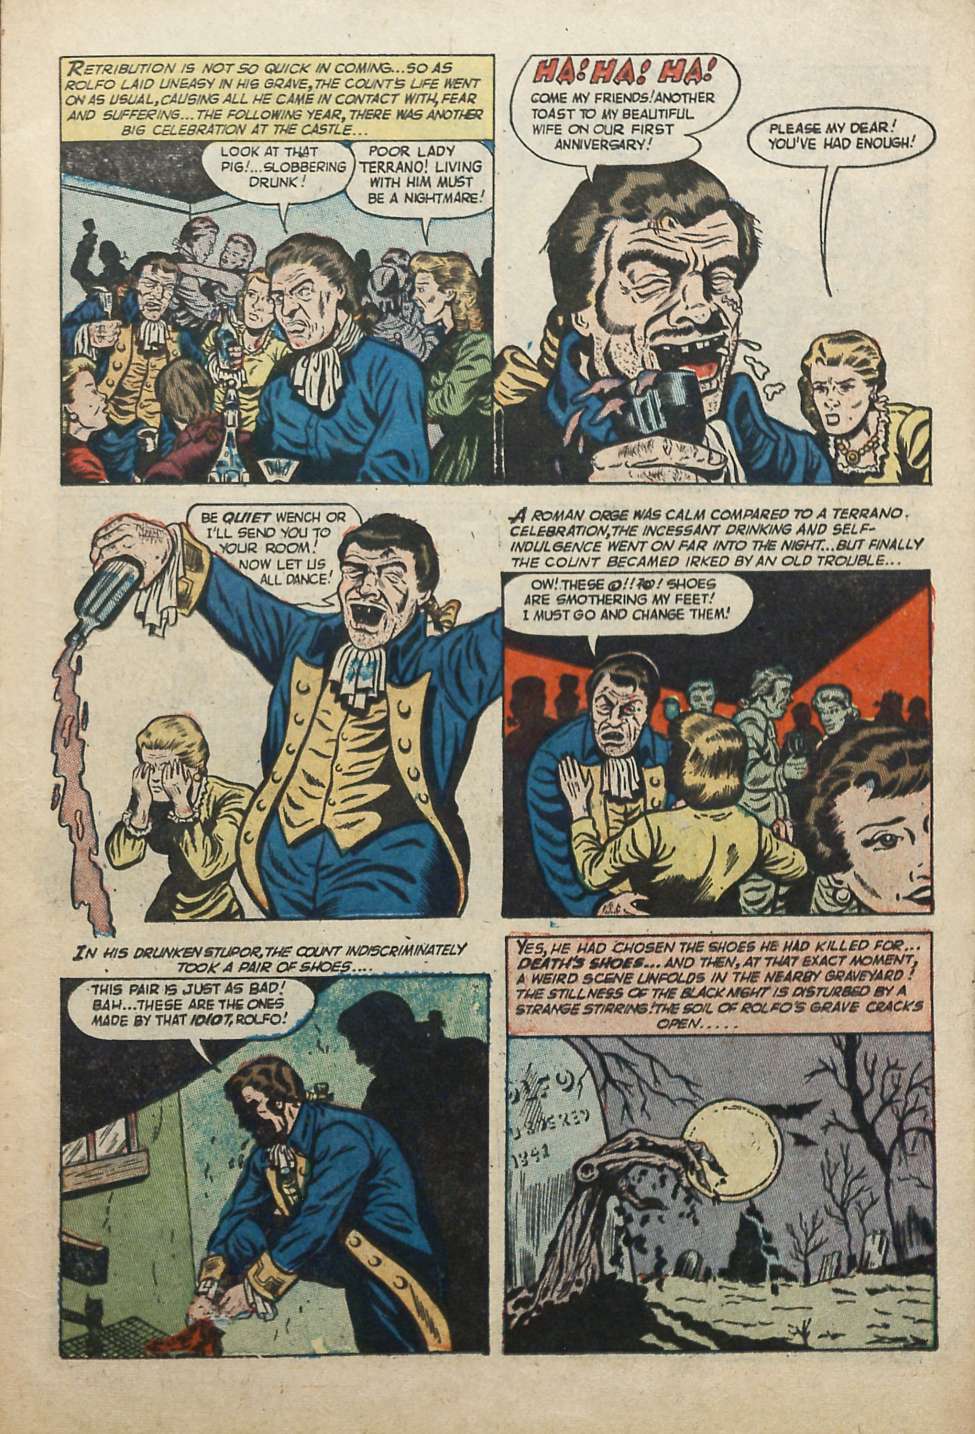 RETRIBUTION IS NOT SO QUICK IN COMING...SO AS
ROLFO LAID UNEASY IN HIS GRAVE, THE COUNT'S LIFE WENT
ON AS USUAL, CAUSING ALL HE CAME IN CONTACT WITH, FEAR
AND SUFFERING... THE FOLLOWING YEAR, THERE WAS ANOTHER
BIG CELEBRATION AT THE CASTLE...
LOOK AT THAT
PIG!...SLOBBERING
DRUNK!
POOR LADY
TERRANO! LIVING
WITH HIM MUST
BE A NIGHTMARE!
HA! HA! HA!
COME MY FRIENDS! ANOTHER
TOAST TO MY BEAUTIFUL
WIFE ON OUR FIRST
ANNIVERSARY!
PLEASE MY DEAR!
YOU'VE HAD ENOUGH!
BE QUIET WENCH OR
I'LL SEND YOU TO
YOUR ROOM!
NOW LET US
ALL DANCE!
A ROMAN ORGE WAS CALM COMPARED TO A TERRANO
CELEBRATION, THE INCESSANT DRINKING AND SELF-
INDULGENCE WENT ON FAR INTO THE NIGHT...BUT FINALLY
THE COUNT BECAMED IRKED BY AN OLD TROUBLE...
OW! THESE @!!?@! SHOES
ARE SMOTHERING MY FEET!
I MUST GO AND CHANGE THEM!
IN HIS DRUNKEN STUPOR, THE COUNT INDISCRIMINATELY
TOOK A PAIR OF SHOES....
THIS PAIR IS JUST AS BAD!
BAH...THESE ARE THE ONES
MADE BY THAT IDIOT, ROLFO!
YES, HE HAD CHOSEN THE SHOES HE HAD KILLED FOR...
DEATH'S SHOES... AND THEN, AT THAT EXACT MOMENT,
A WEIRD SCENE UNFOLDS IN THE NEARBY GRAVEYARD!
THE STILLNESS OF THE BLACK NIGHT IS DISTURBED BY A
STRANGE STIRRING! THE SOIL OF ROLFO'S GRAVE CRACKS
OPEN.....